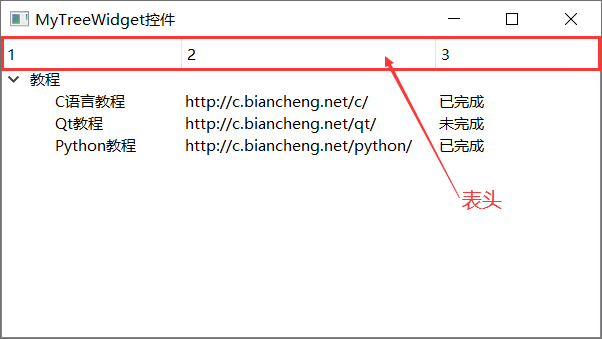 MyTreeWidget控件
1 2 3
教程
C语言教程 http://c.biancheng.net/c/ 已完成
Qt教程 http://c.biancheng.net/qt/ 未完成
Python教程 http://c.biancheng.net/python/ 已完成
表头